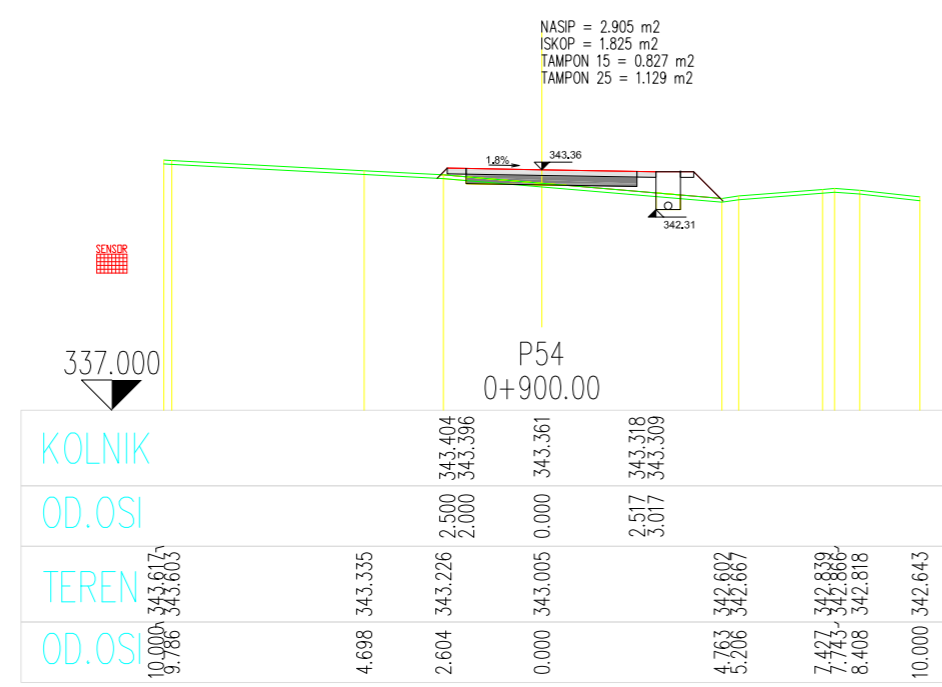 NASIP = 2.905 m2
ISKOP = 1.825 m2
TAMPON 15 = 0.827 m2
TAMPON 25 = 1.129 m2
1.8%
343.36
342.31
SENSOR
337.000
P54
0+900.00
KOLNIK 343.404 343.396 343.361 343.318 343.309
OD.OSI 2.500 2.000 0.000 2.517 3.017
TEREN 343.617 343.603 343.335 343.226 343.005 342.602 342.667 342.839 342.866 342.818 342.643
OD.OSI 10.000 9.786 4.698 2.604 0.000 4.763 5.206 7.427 7.743 8.408 10.000